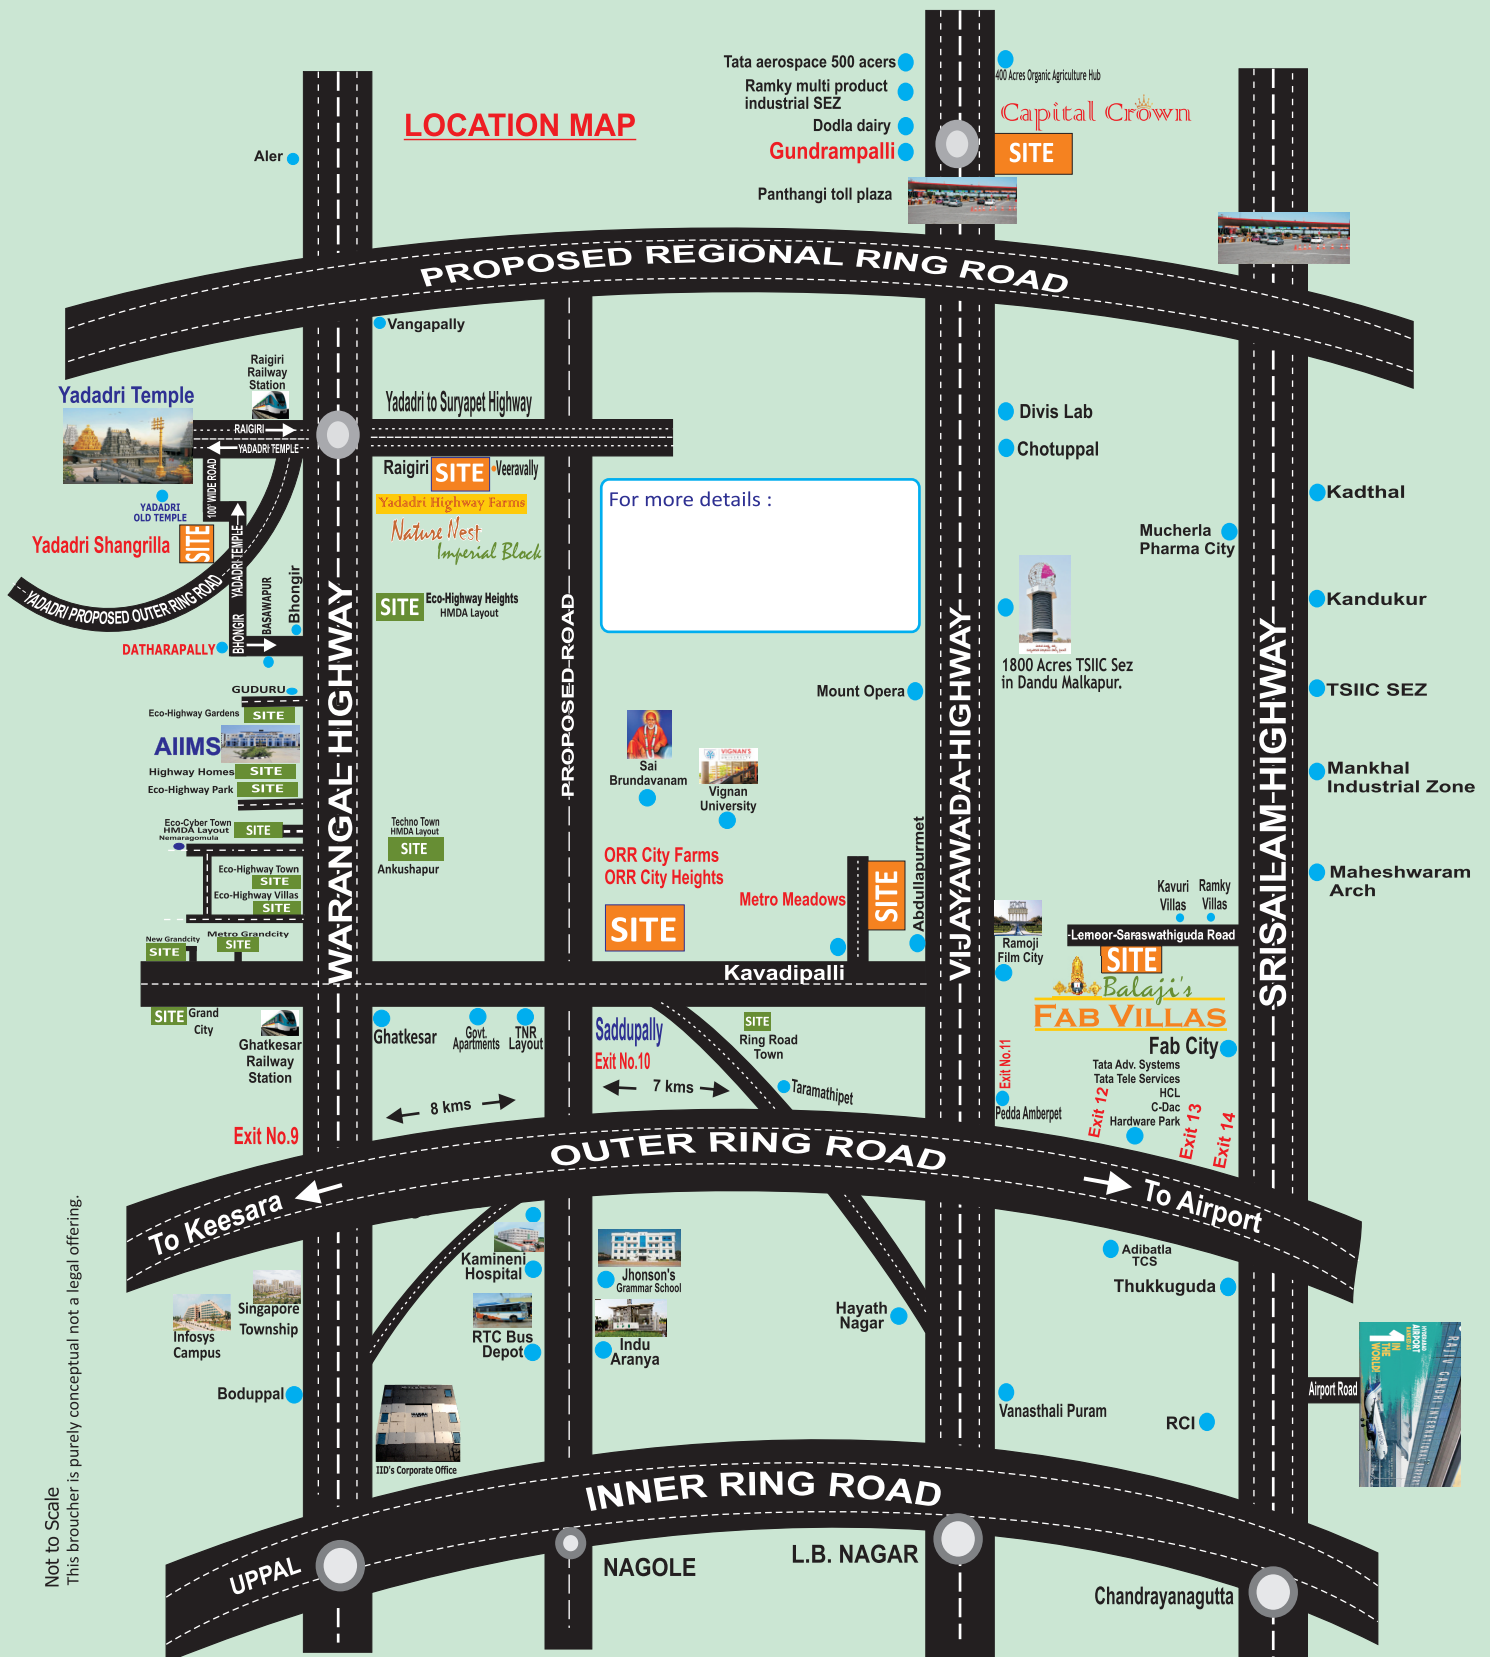 LOCATION MAP
Tata aerospace 500 acers
Ramky multi product
industrial SEZ
Dodla dairy
Gundrampalli
Panthangi toll plaza
400 Acres Organic Agriculture Hub
Capital Crown
SITE
Aler
PROPOSED REGIONAL RING ROAD
Vangapally
Raigiri
Railway
Station
Yadadri Temple
RAIGIRI
YADADRI TEMPLE
Yadadri to Suryapet Highway
100' WIDE ROAD
YADADRI
OLD TEMPLE
Yadadri Shangrilla
SITE
YADADRI PROPOSED OUTER RING ROAD
BHONGIR
YADADRI TEMPLE
BASAWAPUR
Bhongir
DATHARAPALLY
Raigiri
SITE
Veeravally
Yadadri Highway Farms
Nature Nest
Imperial Block
SITE
Eco-Highway Heights
HMDA Layout
For more details :
Divis Lab
Chotuppal
Kadthal
Mucherla
Pharma City
Kandukur
1800 Acres TSIIC Sez
in Dandu Malkapur.
TSIIC SEZ
Mankhal
Industrial Zone
Maheshwaram
Arch
WARANGAL HIGHWAY
PROPOSED ROAD
VIJAYAWADA HIGHWAY
SRISAILAM HIGHWAY
GUDURU
Eco-Highway Gardens
SITE
AIIMS
Highway Homes
SITE
Eco-Highway Park
SITE
Eco-Cyber Town
HMDA Layout
SITE
Nemaragomula
Eco-Highway Town
SITE
Eco-Highway Villas
SITE
New Grandcity
SITE
Metro Grandcity
SITE
Techno Town
HMDA Layout
SITE
Ankushapur
Mount Opera
Sai
Brundavanam
VIGNAN'S
UNIVERSITY
Vignan
University
ORR City Farms
ORR City Heights
SITE
Metro Meadows
SITE
Abdullapurmet
Kavadipalli
Ramoji
Film City
Kavuri
Villas
Ramky
Villas
Lemoor-Saraswathiguda Road
SITE
Balaji's
FAB VILLAS
Fab City
Tata Adv. Systems
Tata Tele Services
HCL
C-Dac
Hardware Park
Exit 12
Exit 13
Exit 14
Exit No.11
Pedda Amberpet
SITE
Grand
City
Ghatkesar
Railway
Station
Exit No.9
Ghatkesar
Govt.
Apartments
TNR
Layout
8 kms
Saddupally
Exit No.10
7 kms
SITE
Ring Road
Town
Taramathipet
OUTER RING ROAD
To Keesara
To Airport
Adibatla
TCS
Thukkuguda
Kamineni
Hospital
RTC Bus
Depot
Jhonson's
Grammar School
Indu
Aranya
Hayath
Nagar
Singapore
Township
Infosys
Campus
Boduppal
IID's Corporate Office
Vanasthali Puram
RCI
Airport Road
RAJIV GANDHI INTERNATIONAL AIRPORT
HYDERABAD
AIRPORT
RANKED AS
1 IN
THE
WORLD!
INNER RING ROAD
UPPAL
NAGOLE
L.B. NAGAR
Chandrayanagutta
Not to Scale
This broucher is purely conceptual not a legal offering.